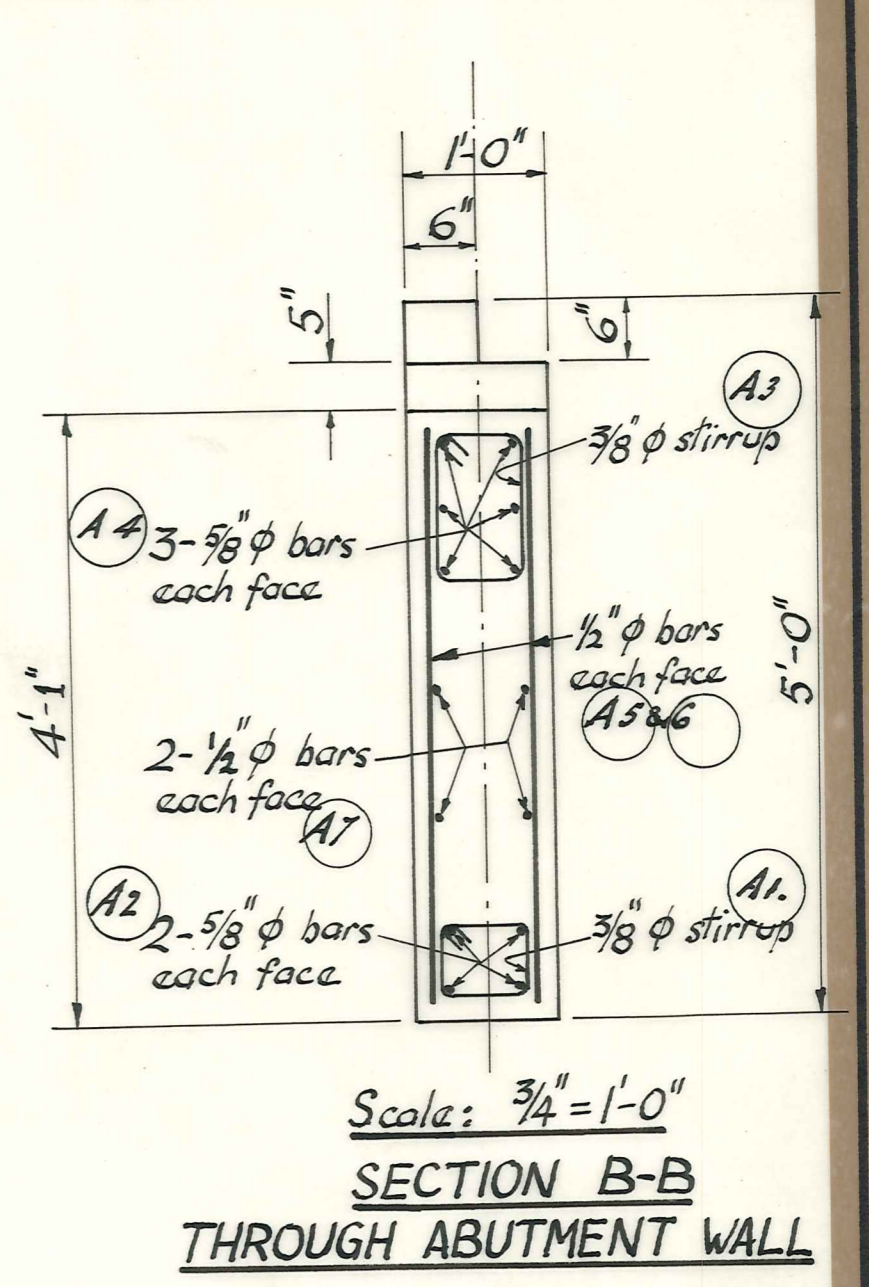 1'-0"
6"
5"
6"
A3
3/8" φ stirrup
A4
3-5/8" φ bars
each face
1/2" φ bars
each face
A5&6
4'-1"
5'-0"
2-1/2" φ bars
each face
A7
A2
2-5/8" φ bars
each face
A1.
3/8" φ stirrup
Scale: 3/4" = 1'-0"
SECTION B-B
THROUGH ABUTMENT WALL